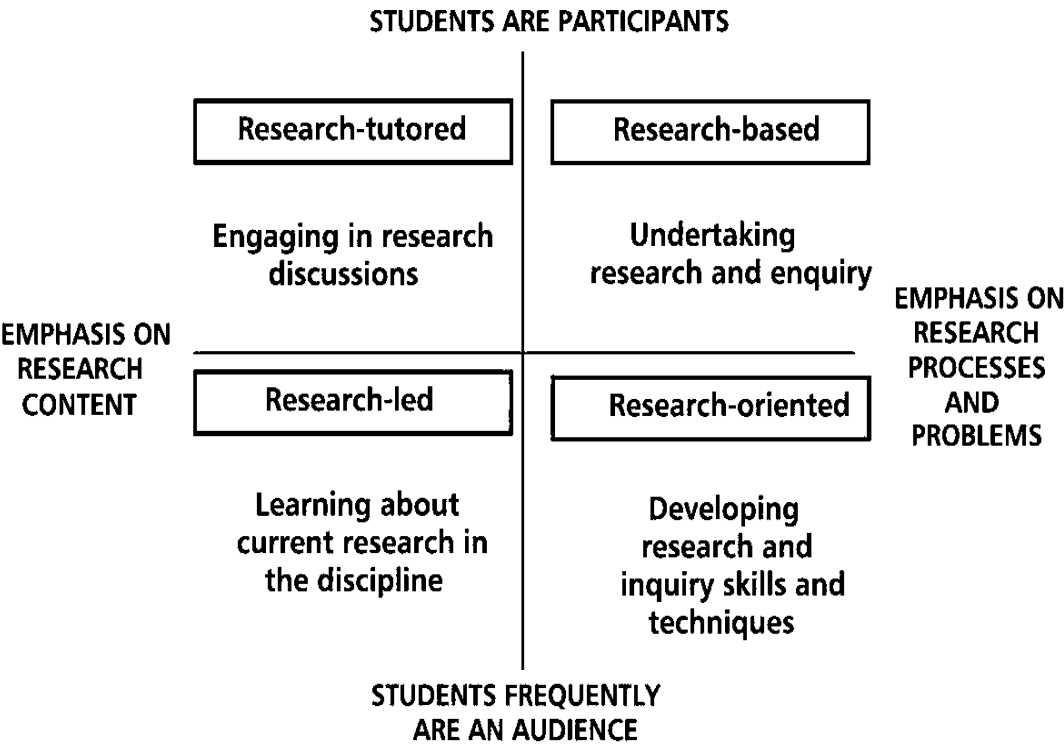 STUDENTS ARE PARTICIPANTS
Research-tutored
Research-based
Engaging in research
discussions
Undertaking
research and enquiry
EMPHASIS ON
RESEARCH
CONTENT
EMPHASIS ON
RESEARCH
PROCESSES
AND
PROBLEMS
Research-led
Research-oriented
Learning about
current research in
the discipline
Developing
research and
inquiry skills and
techniques
STUDENTS FREQUENTLY
ARE AN AUDIENCE